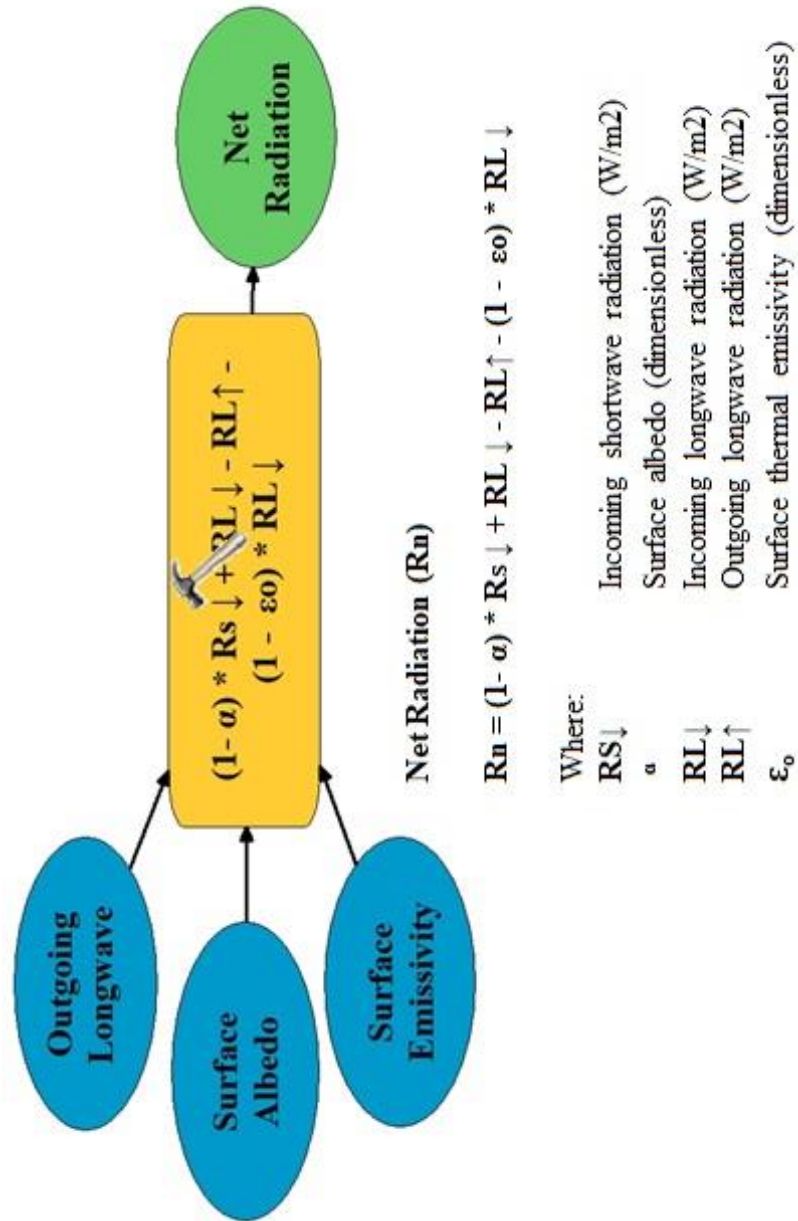 Outgoing
Longwave
Surface
Albedo
Surface
Emissivity
(1- α) * Rs ↓ + RL ↓ - RL ↑ -
(1 - εo) * RL ↓
Net
Radiation
Net Radiation (Rn)
Rn = (1- α) * Rs ↓ + RL ↓ - RL↑ - (1 - εo) * RL ↓
Where:
RS↓ Incoming shortwave radiation (W/m2)
α Surface albedo (dimensionless)
RL↓ Incoming longwave radiation (W/m2)
RL↑ Outgoing longwave radiation (W/m2)
εₒ Surface thermal emissivity (dimensionless)